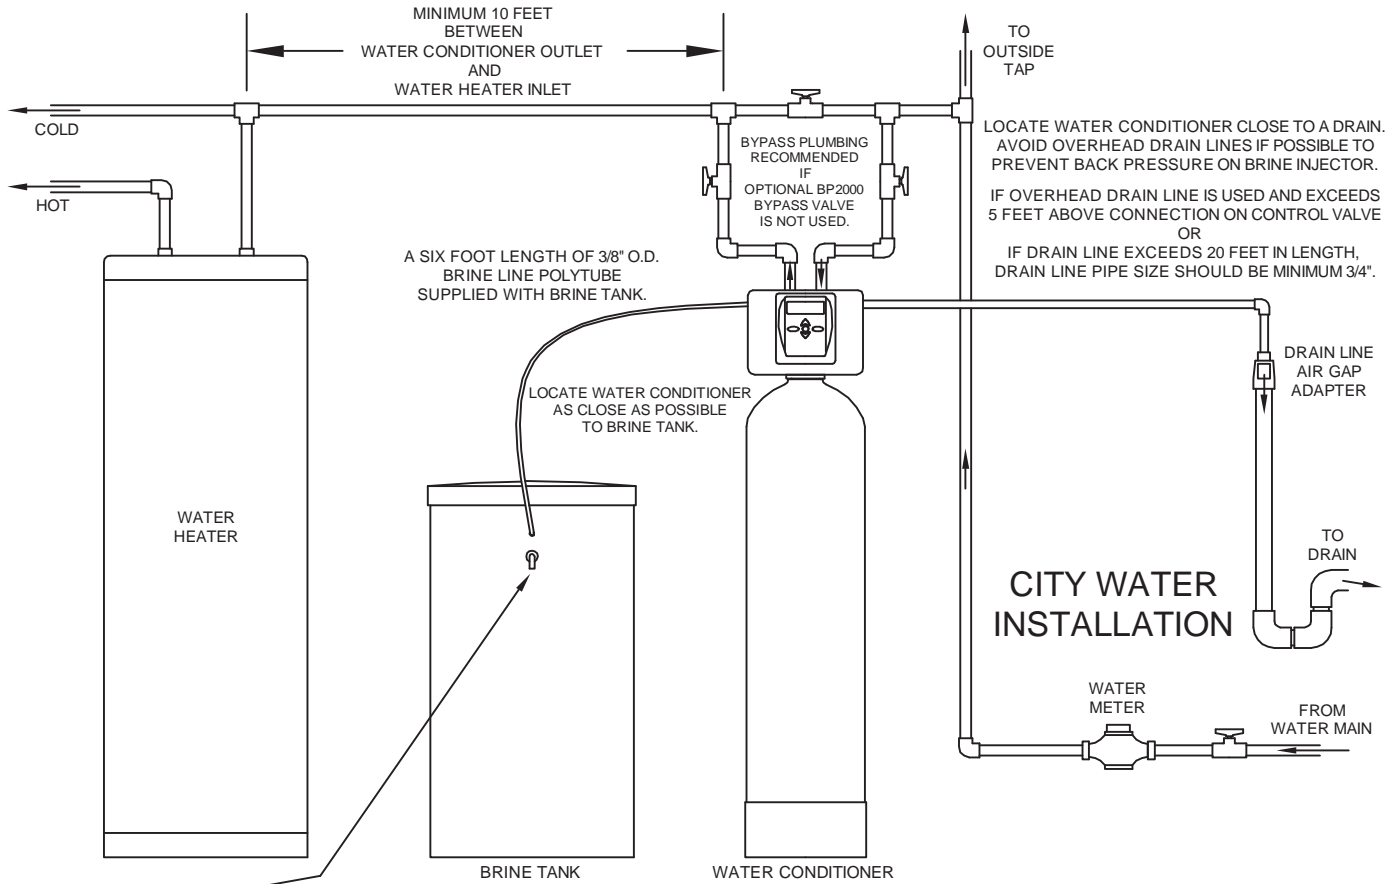 MINIMUM 10 FEET
BETWEEN
WATER CONDITIONER OUTLET
AND
WATER HEATER INLET
TO
OUTSIDE
TAP
COLD
HOT
BYPASS PLUMBING
RECOMMENDED
IF
OPTIONAL BP2000
BYPASS VALVE
IS NOT USED.
LOCATE WATER CONDITIONER CLOSE TO A DRAIN.
AVOID OVERHEAD DRAIN LINES IF POSSIBLE TO
PREVENT BACK PRESSURE ON BRINE INJECTOR.
IF OVERHEAD DRAIN LINE IS USED AND EXCEEDS
5 FEET ABOVE CONNECTION ON CONTROL VALVE
OR
IF DRAIN LINE EXCEEDS 20 FEET IN LENGTH,
DRAIN LINE PIPE SIZE SHOULD BE MINIMUM 3/4".
A SIX FOOT LENGTH OF 3/8" O.D.
BRINE LINE POLYTUBE
SUPPLIED WITH BRINE TANK.
DRAIN LINE
AIR GAP
ADAPTER
LOCATE WATER CONDITIONER
AS CLOSE AS POSSIBLE
TO BRINE TANK.
WATER
HEATER
TO
DRAIN
CITY WATER
INSTALLATION
WATER
METER
FROM
WATER MAIN
BRINE TANK
WATER CONDITIONER